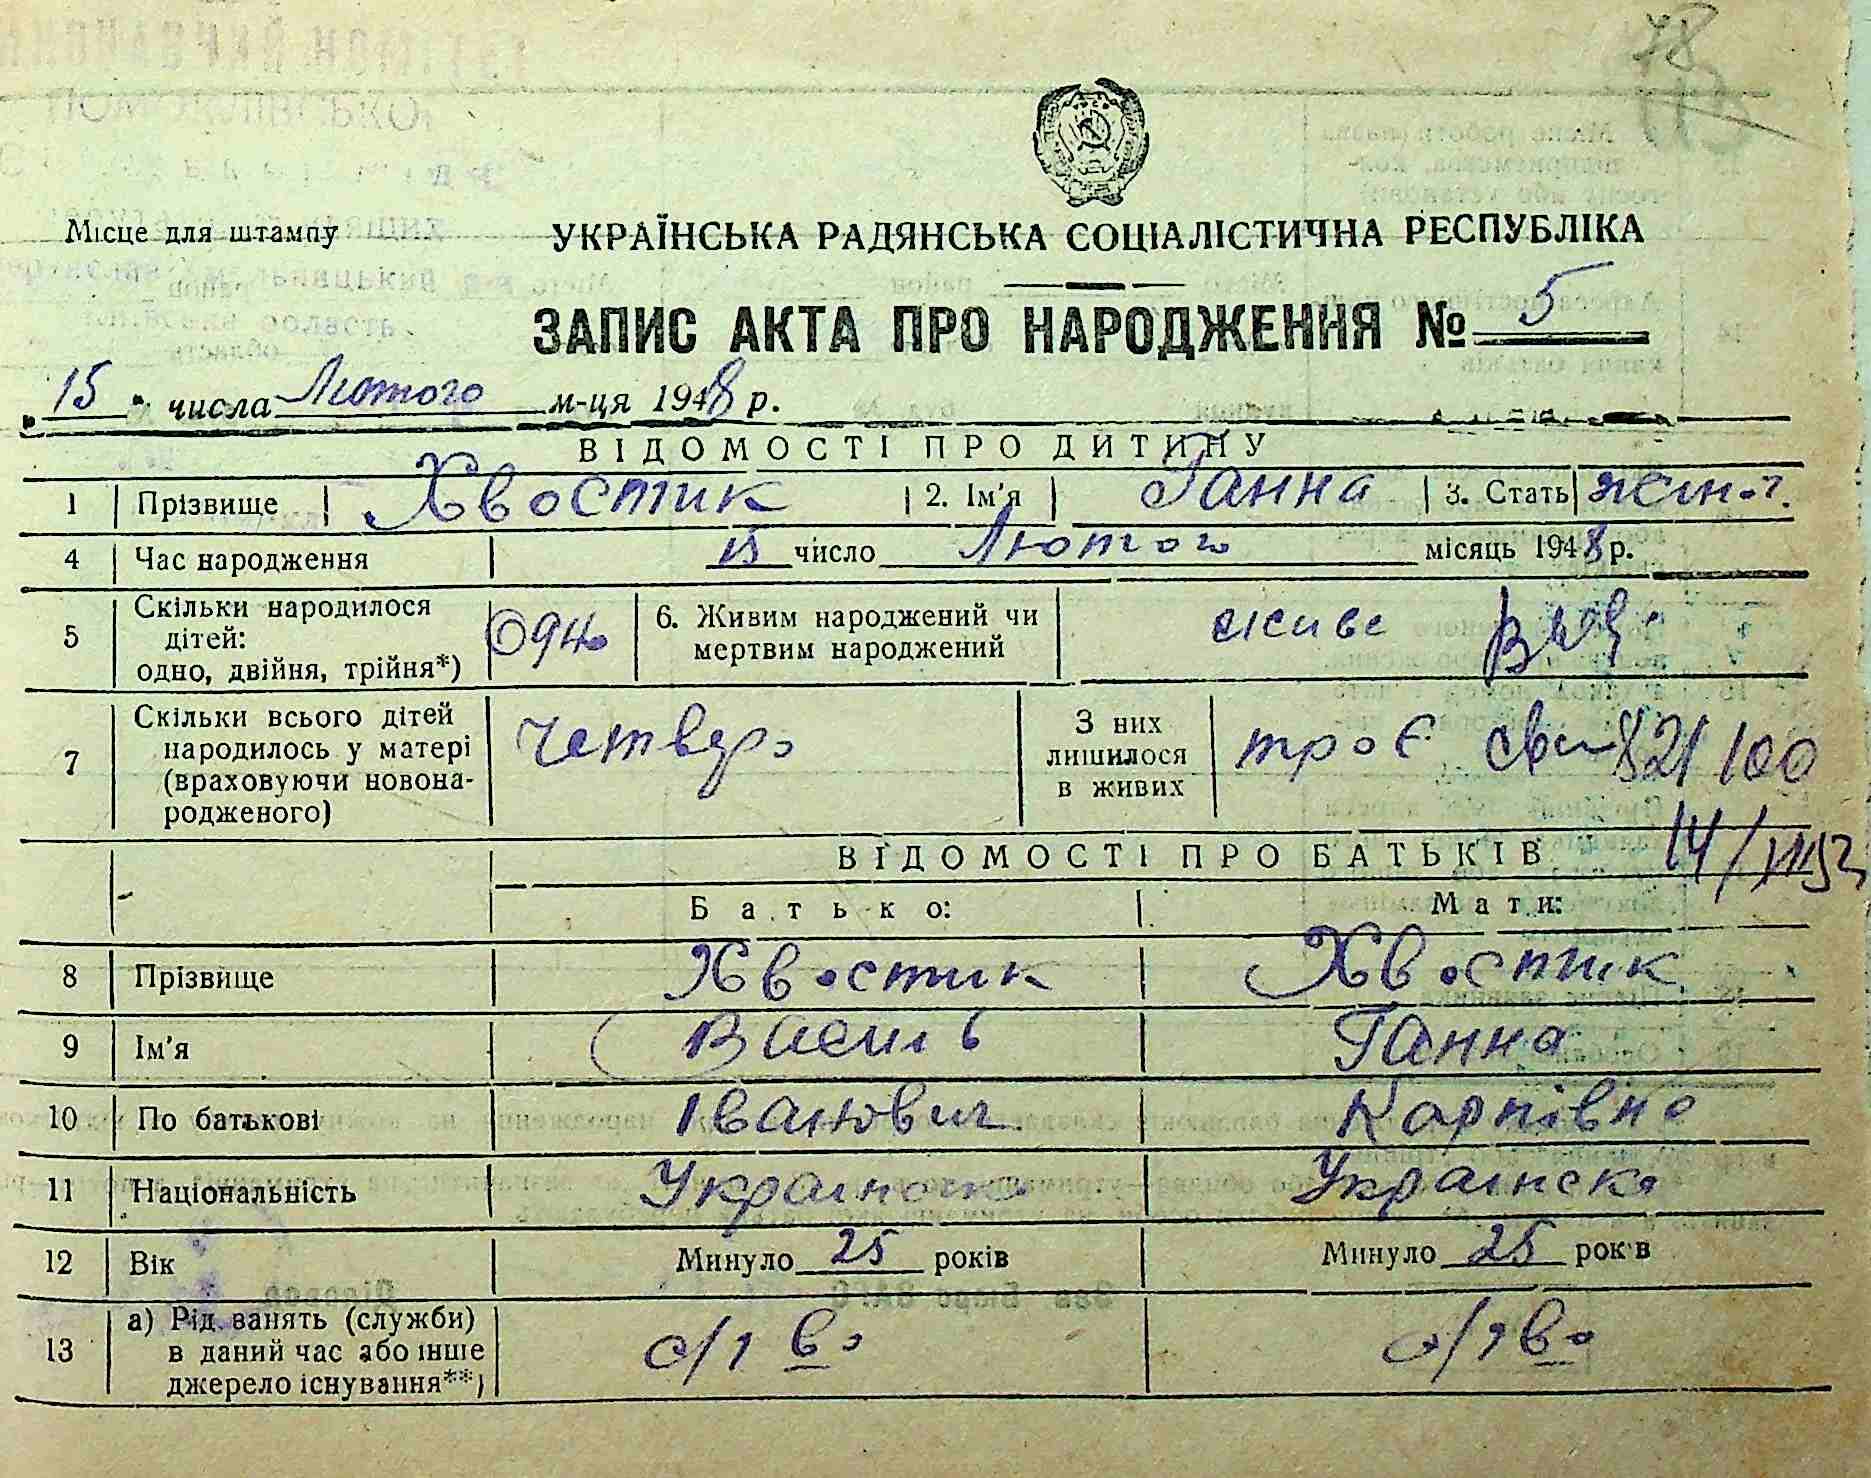 78
Місце для штампу
УКРАЇНСЬКА РАДЯНСЬКА СОЦІАЛІСТИЧНА РЕСПУБЛІКА
ЗАПИС АКТА ПРО НАРОДЖЕННЯ № 5
„15" числа Лютого м-ця 1948 р.
ВІДОМОСТІ ПРО ДИТИНУ
1 Прізвище Хвостик 2. Ім'я Ганна 3. Стать
4 Час народження 15 число Лютого місяць 1948 р.
5 Скільки народилося дітей: одно, двійня, трійня*) 6. Живим народжений чи мертвим народжений живе
7 Скільки всього дітей народилось у матері (враховуючи новонародженого) четверо З них лишилося в живих троє
ВІДОМОСТІ ПРО БАТЬКІВ
Батько: Мати:
8 Прізвище Хвостик Хвостик
9 Ім'я Василь Ганна
10 По батькові Іванович Карпівна
11 Національність Украінська
12 Вік Минуло 25 років Минуло 25 років
13 а) Рід занять (служби) в даний час або інше джерело існування**) с/г в о с/г во